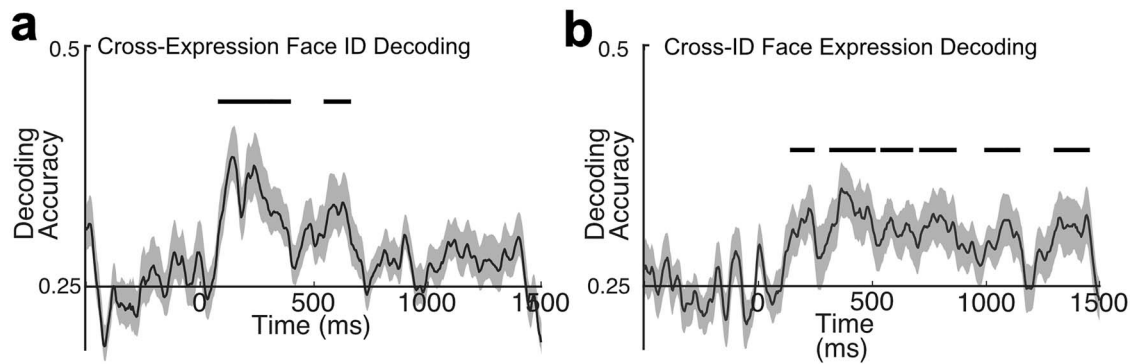 a
Cross-Expression Face ID Decoding
0.5
Decoding
Accuracy
0.25
0
500
1000
1500
Time (ms)
b
Cross-ID Face Expression Decoding
0.5
Decoding
Accuracy
0.25
0
500
1000
1500
Time
(ms)